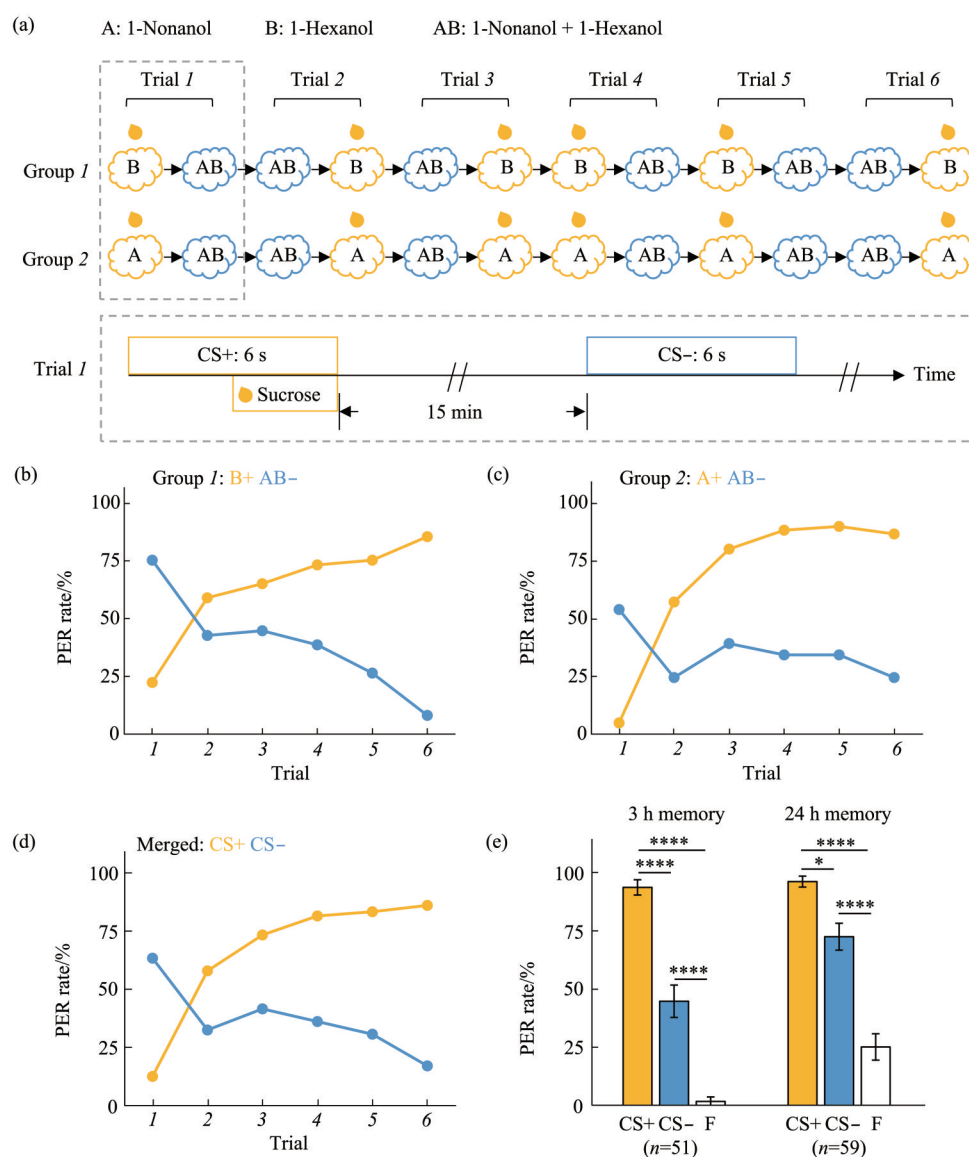 (a)
A: 1-Nonanol B: 1-Hexanol AB: 1-Nonanol + 1-Hexanol
Trial 1 Trial 2 Trial 3 Trial 4 Trial 5 Trial 6
Group 1 B AB AB B AB B B AB B AB AB B
Group 2 A AB AB A AB A A AB A AB AB A
Trial 1 CS+: 6 s CS−: 6 s Time
Sucrose
15 min
(b) Group 1: B+ AB−
100
75
50
25
0
PER rate/%
1 2 3 4 5 6
Trial
(c) Group 2: A+ AB−
100
75
50
25
0
PER rate/%
1 2 3 4 5 6
Trial
(d) Merged: CS+ CS−
100
75
50
25
0
PER rate/%
1 2 3 4 5 6
Trial
(e) 3 h memory 24 h memory
**** ****
**** *
**** ****
100
75
50
25
0
PER rate/%
CS+ CS− F CS+ CS− F
(n=51) (n=59)